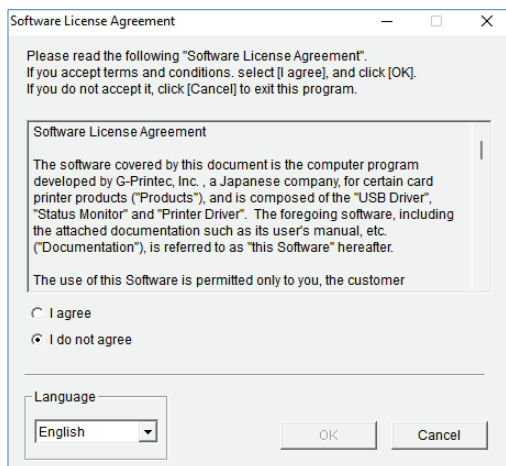 Software License Agreement
Please read the following "Software License Agreement".
If you accept terms and conditions. select [I agree], and click [OK].
If you do not accept it, click [Cancel] to exit this program.
Software License Agreement
The software covered by this document is the computer program
developed by G-Printec, Inc. , a Japanese company, for certain card
printer products ("Products"), and is composed of the "USB Driver",
"Status Monitor" and "Printer Driver".  The foregoing software, including
the attached documentation such as its user's manual, etc.
("Documentation"), is referred to as "this Software" hereafter.
The use of this Software is permitted only to you, the customer
I agree
I do not agree
Language
English
OK
Cancel